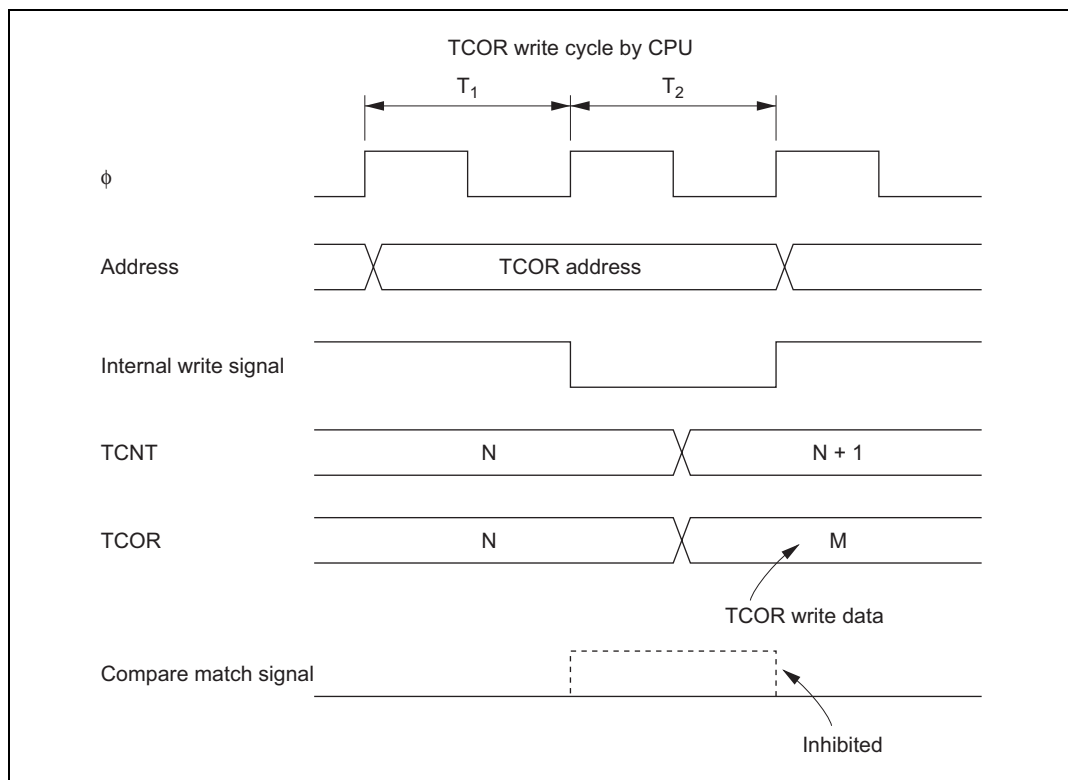 TCOR write cycle by CPU
T1 T2
ϕ
Address TCOR address
Internal write signal
TCNT N N + 1
TCOR N M
TCOR write data
Compare match signal
Inhibited